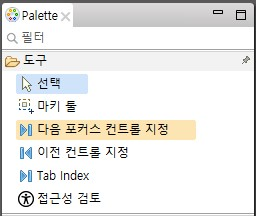 Palette
필터
도구
선택
마키 툴
다음 포커스 컨트롤 지정
이전 컨트롤 지정
Tab Index
접근성 검토